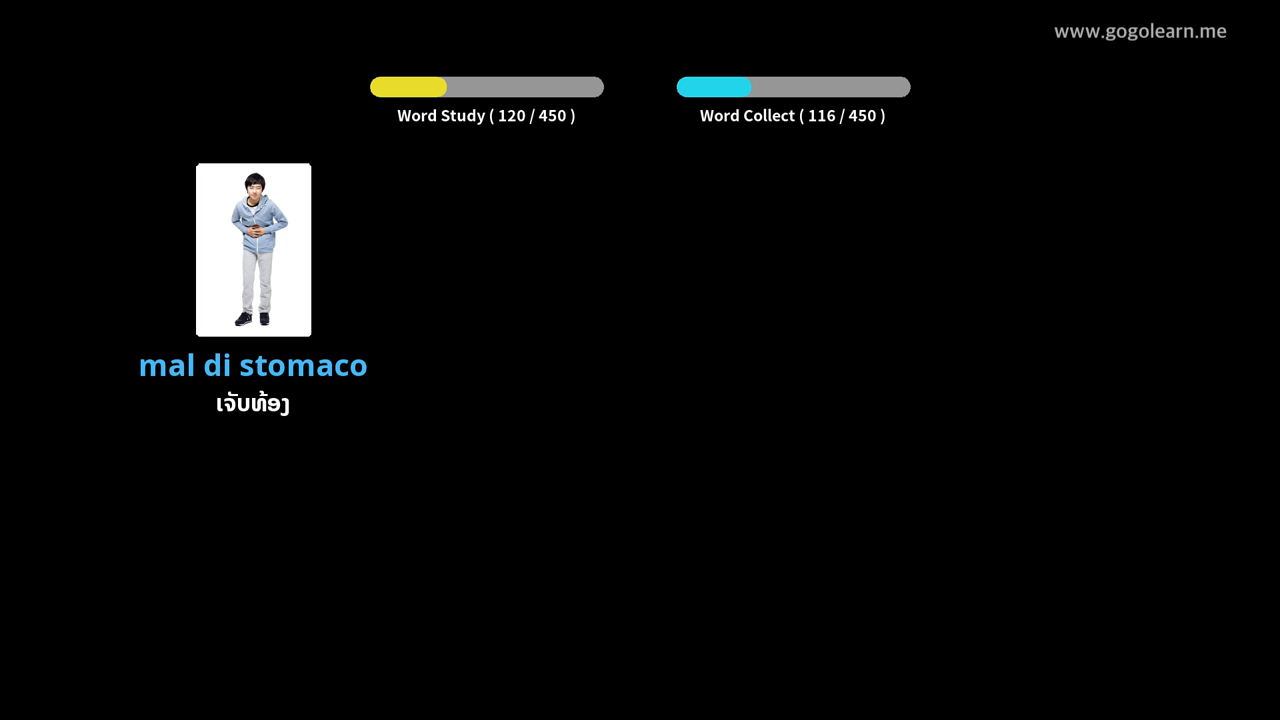 www.gogolearn.me
Word Study ( 120 / 450 )
Word Collect ( 116 / 450 )
mal di stomaco
ເຈັບທ້ອງ